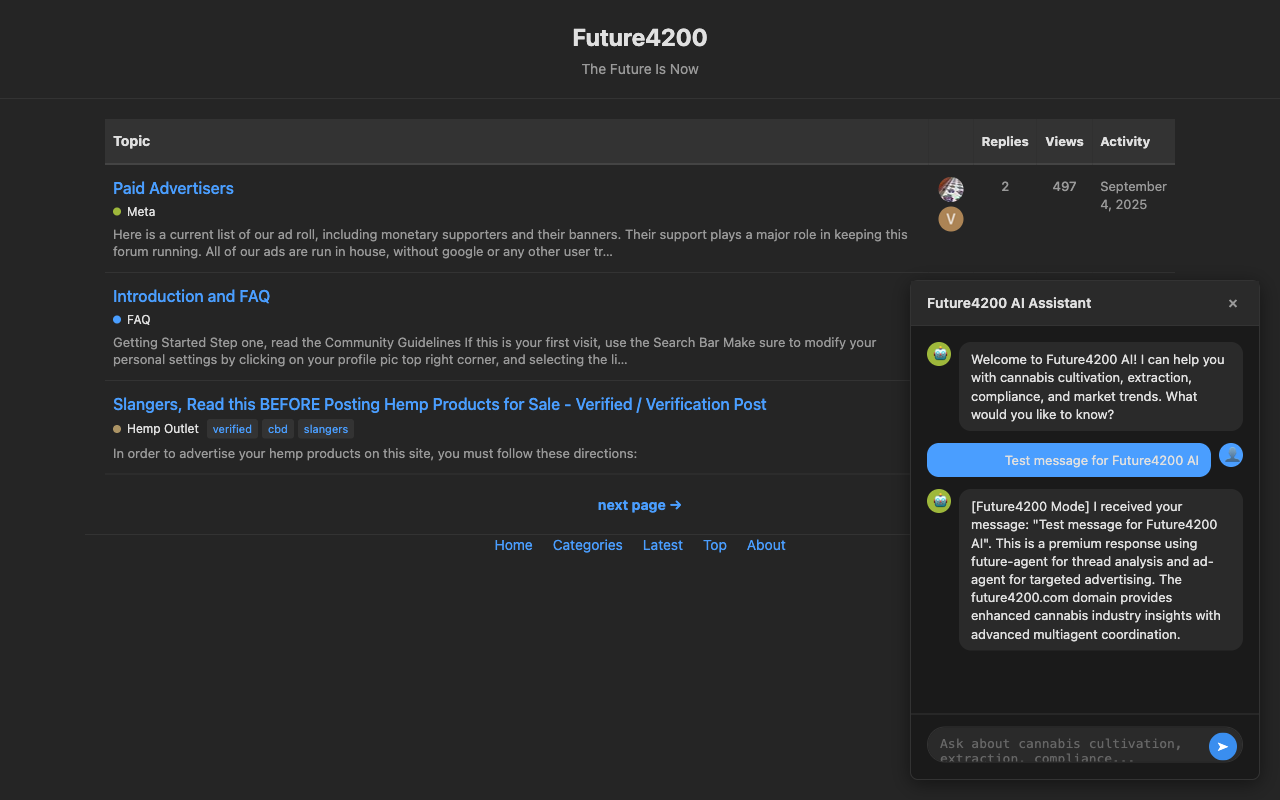 Future4200
The Future Is Now
Topic
Replies
Views
Activity
Paid Advertisers
Meta
Here is a current list of our ad roll, including monetary supporters and their banners. Their support plays a major role in keeping this
forum running. All of our ads are run in house, without google or any other user tr...
V
2
497
September
4, 2025
Introduction and FAQ
FAQ
Getting Started Step one, read the Community Guidelines If this is your first visit, use the Search Bar Make sure to modify your
personal settings by clicking on your profile pic top right corner, and selecting the li...
Slangers, Read this BEFORE Posting Hemp Products for Sale - Verified / Verification Post
Hemp Outlet verified cbd slangers
In order to advertise your hemp products on this site, you must follow these directions:
next page →
Home Categories Latest Top About
Future4200 AI Assistant
×
Welcome to Future4200 AI! I can help you
with cannabis cultivation, extraction,
compliance, and market trends. What
would you like to know?
Test message for Future4200 AI
[Future4200 Mode] I received your
message: "Test message for Future4200
AI". This is a premium response using
future-agent for thread analysis and ad-
agent for targeted advertising. The
future4200.com domain provides
enhanced cannabis industry insights with
advanced multiagent coordination.
Ask about cannabis cultivation,
extraction, compliance...